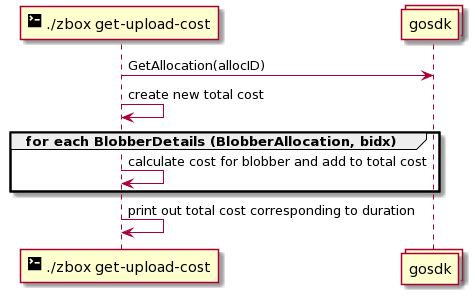 ./zbox get-upload-cost
gosdk
GetAllocation(allocID)
create new total cost
for each BlobberDetails (BlobberAllocation, bidx)
calculate cost for blobber and add to total cost
print out total cost corresponding to duration
./zbox get-upload-cost
gosdk